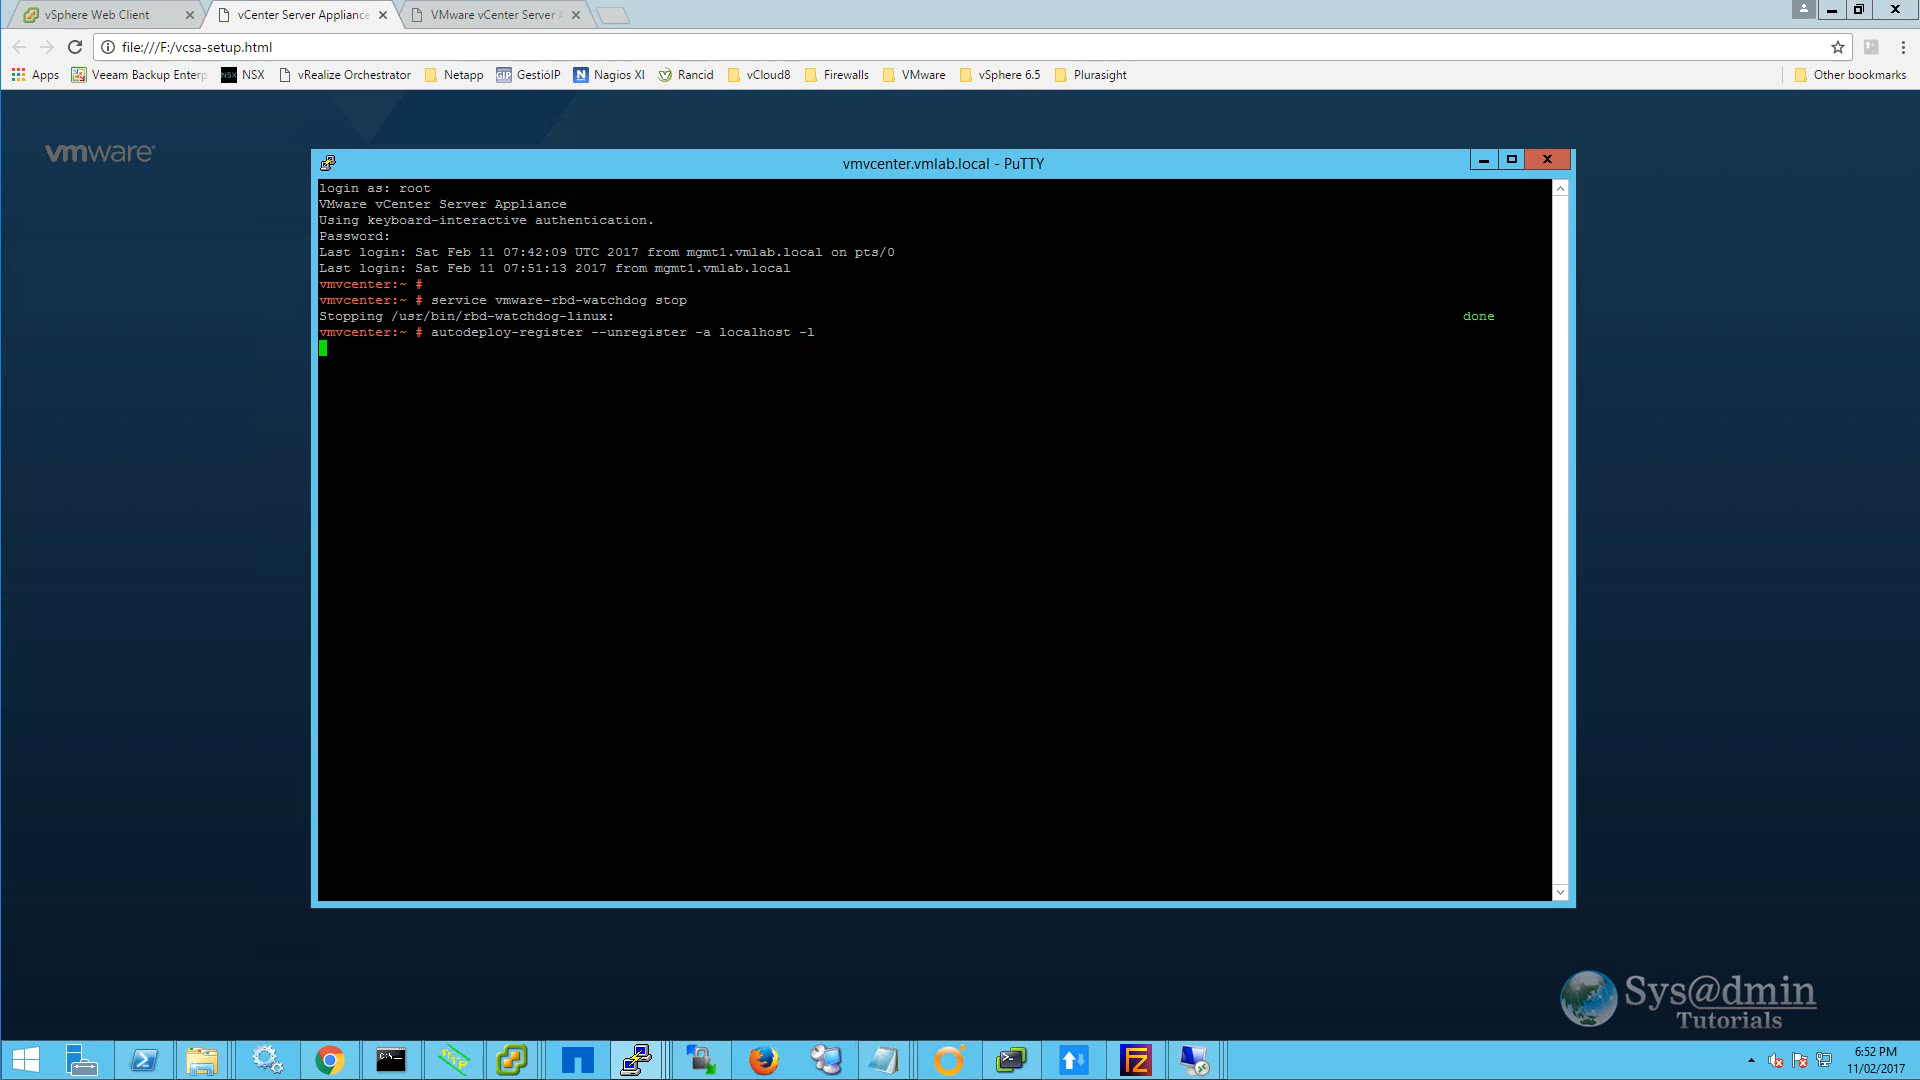 vSphere Web Client
vCenter Server Appliance
VMware vCenter Server A
file:///F:/vcsa-setup.html
Apps
Veeam Backup Enterp
NSX
NSX
vRealize Orchestrator
Netapp
GIP
GestióIP
N
Nagios XI
Rancid
vCloud8
Firewalls
VMware
vSphere 6.5
Plurasight
Other bookmarks
vmware
vmvcenter.vmlab.local - PuTTY
login as: root
VMware vCenter Server Appliance
Using keyboard-interactive authentication.
Password:
Last login: Sat Feb 11 07:42:09 UTC 2017 from mgmt1.vmlab.local on pts/0
Last login: Sat Feb 11 07:51:13 2017 from mgmt1.vmlab.local
vmvcenter:~ #
vmvcenter:~ # service vmware-rbd-watchdog stop
Stopping /usr/bin/rbd-watchdog-linux: done
vmvcenter:~ # autodeploy-register --unregister -a localhost -l
Sys@dmin
Tutorials
6:52 PM
11/02/2017